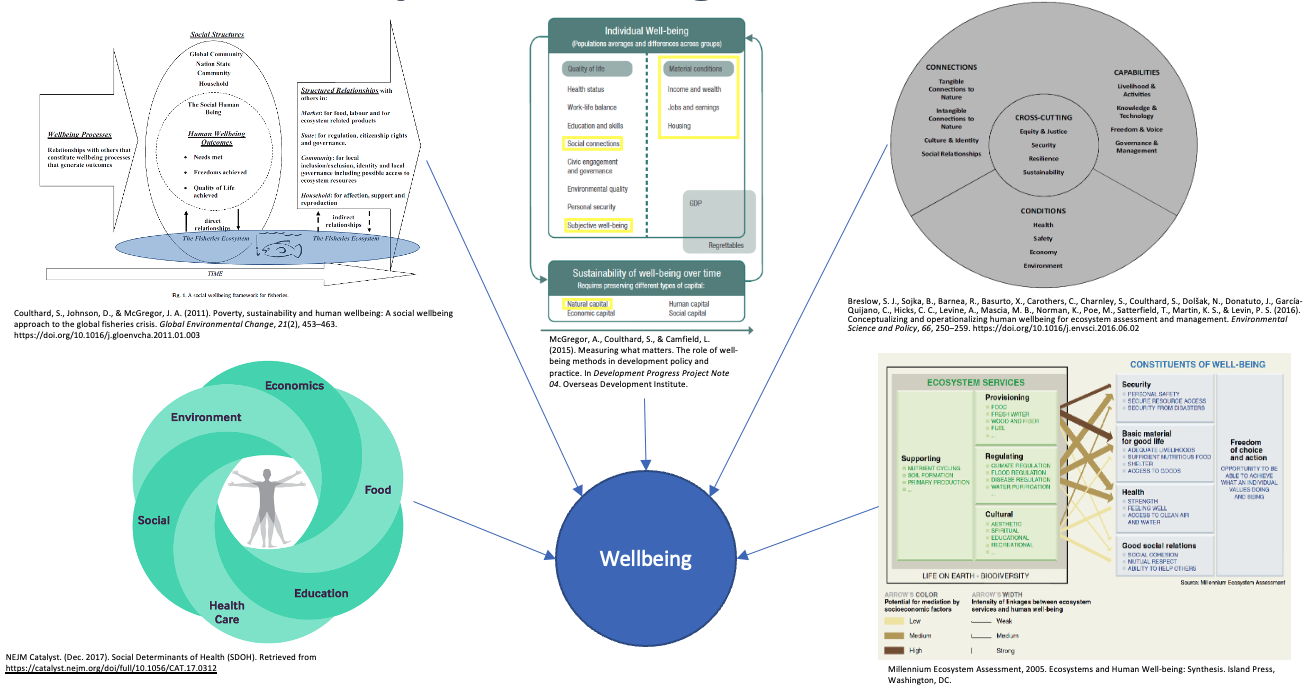 Social Structures
Global Community
Nation State
Community
Household
The Social Human
Being
Human Wellbeing
Outcomes
• Needs met
• Freedoms achieved
• Quality of Life
achieved
Wellbeing Processes
Relationships with others that
constitute wellbeing processes
that generate outcomes
Structured Relationships with
others in:
Market: for food, labour and for
ecosystem related products
State: for regulation, citizenship rights
and governance.
Community: for local
inclusion/exclusion, identity and local
governance including possible access to
ecosystem resources
Household: for affection, support and
reproduction
direct
relationships
indirect
relationships
The Fisheries Ecosystem
The Fisheries Ecosystem
TIME
Fig. 1. A social wellbeing framework for fisheries.
Coulthard, S., Johnson, D., & McGregor, J. A. (2011). Poverty, sustainability and human wellbeing: A social wellbeing
approach to the global fisheries crisis. Global Environmental Change, 21(2), 453–463.
https://doi.org/10.1016/j.gloenvcha.2011.01.003
Individual Well-being
(Populations averages and differences across groups)
Quality of life
Health status
Work-life balance
Education and skills
Social connections
Civic engagement
and governance
Environmental quality
Personal security
Subjective well-being
Material conditions
Income and wealth
Jobs and earnings
Housing
GDP
Regrettables
Sustainability of well-being over time
Requires preserving different types of capital:
Natural capital
Economic capital
Human capital
Social capital
McGregor, A., Coulthard, S., & Camfield, L.
(2015). Measuring what matters. The role of well-
being methods in development policy and
practice. In Development Progress Project Note
04. Overseas Development Institute.
CONNECTIONS
Tangible
Connections to
Nature
Intangible
Connections to
Nature
Culture & Identity
Social Relationships
CROSS-CUTTING
Equity & Justice
Security
Resilience
Sustainability
CAPABILITIES
Livelihood &
Activities
Knowledge &
Technology
Freedom & Voice
Governance &
Management
CONDITIONS
Health
Safety
Economy
Environment
Breslow, S. J., Sojka, B., Barnea, R., Basurto, X., Carothers, C., Charnley, S., Coulthard, S., Dolšak, N., Donatuto, J., García-
Quijano, C., Hicks, C. C., Levine, A., Mascia, M. B., Norman, K., Poe, M., Satterfield, T., Martin, K. S., & Levin, P. S. (2016).
Conceptualizing and operationalizing human wellbeing for ecosystem assessment and management. Environmental
Science and Policy, 66, 250–259. https://doi.org/10.1016/j.envsci.2016.06.02
Economics
Environment
Food
Social
Education
Health
Care
NEJM Catalyst. (Dec. 2017). Social Determinants of Health (SDOH). Retrieved from
https://catalyst.nejm.org/doi/full/10.1056/CAT.17.0312
Wellbeing
CONSTITUENTS OF WELL-BEING
ECOSYSTEM SERVICES
Supporting
NUTRIENT CYCLING
SOIL FORMATION
PRIMARY PRODUCTION
...
Provisioning
FOOD
FRESH WATER
WOOD AND FIBER
FUEL
...
Regulating
CLIMATE REGULATION
FLOOD REGULATION
DISEASE REGULATION
WATER PURIFICATION
...
Cultural
AESTHETIC
SPIRITUAL
EDUCATIONAL
RECREATIONAL
...
LIFE ON EARTH - BIODIVERSITY
Security
PERSONAL SAFETY
SECURE RESOURCE ACCESS
SECURITY FROM DISASTERS
Basic material
for good life
ADEQUATE LIVELIHOODS
SUFFICIENT NUTRITIOUS FOOD
SHELTER
ACCESS TO GOODS
Health
STRENGTH
FEELING WELL
ACCESS TO CLEAN AIR
AND WATER
Good social relations
SOCIAL COHESION
MUTUAL RESPECT
ABILITY TO HELP OTHERS
Freedom
of choice
and action
OPPORTUNITY TO BE
ABLE TO ACHIEVE
WHAT AN INDIVIDUAL
VALUES DOING
AND BEING
Source: Millennium Ecosystem Assessment
ARROW'S COLOR
Potential for mediation by
socioeconomic factors
Low
Medium
High
ARROW'S WIDTH
Intensity of linkages between ecosystem
services and human well-being
Weak
Medium
Strong
Millennium Ecosystem Assessment, 2005. Ecosystems and Human Well-being: Synthesis. Island Press,
Washington, DC.